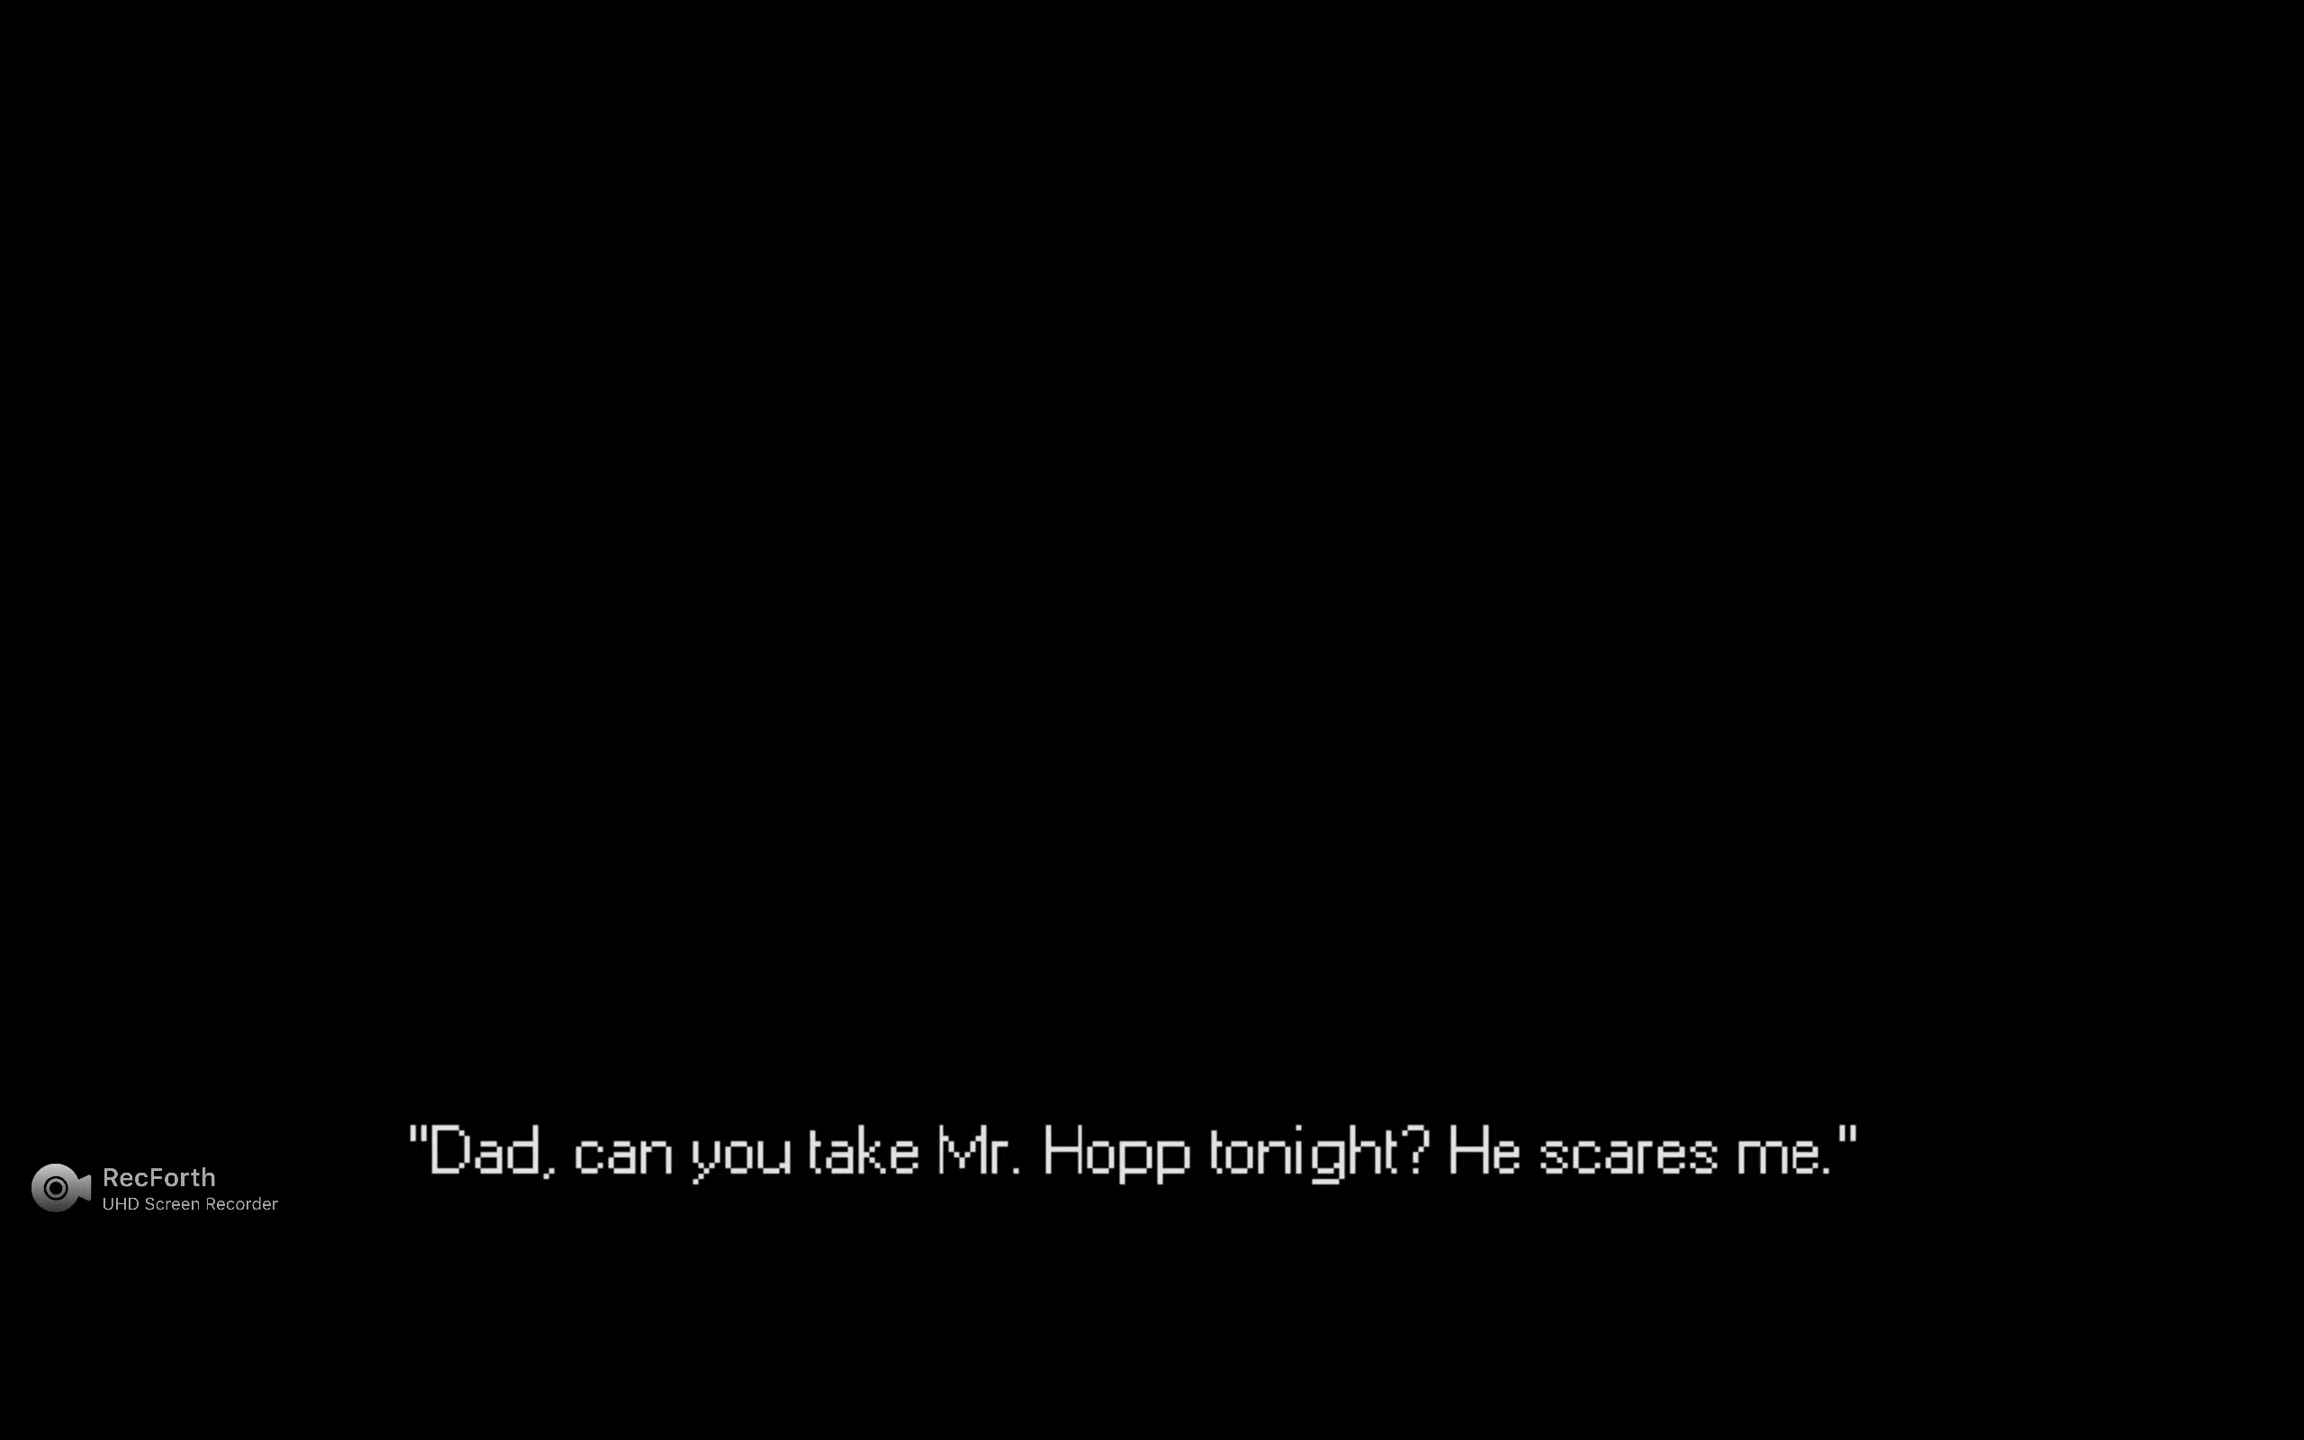 "Dad, can you take Mr. Hopp tonight? He scares me."
RecForth
UHD Screen Recorder